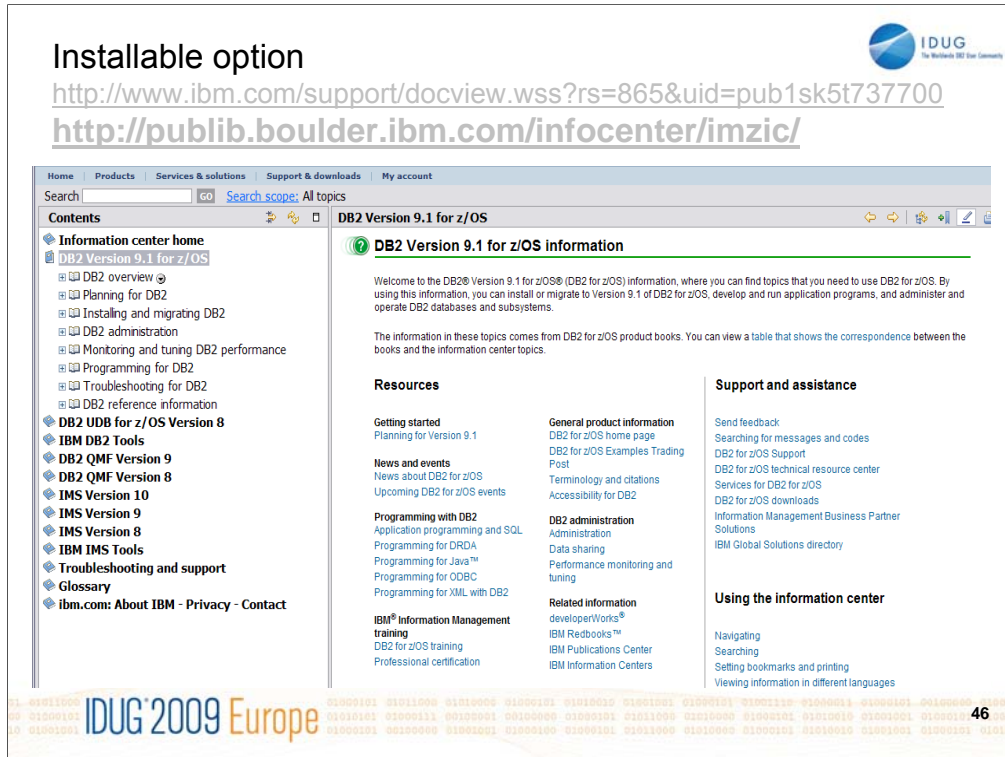 Installable option
IDUG
The Worldwide DB2 User Community
http://www.ibm.com/support/docview.wss?rs=865&uid=pub1sk5t737700
http://publib.boulder.ibm.com/infocenter/imzic/
Home | Products | Services & solutions | Support & downloads | My account
Search GO Search scope: All topics
Contents
Information center home
DB2 Version 9.1 for z/OS
DB2 overview
Planning for DB2
Installing and migrating DB2
DB2 administration
Monitoring and tuning DB2 performance
Programming for DB2
Troubleshooting for DB2
DB2 reference information
DB2 UDB for z/OS Version 8
IBM DB2 Tools
DB2 QMF Version 9
DB2 QMF Version 8
IMS Version 10
IMS Version 9
IMS Version 8
IBM IMS Tools
Troubleshooting and support
Glossary
ibm.com: About IBM - Privacy - Contact
DB2 Version 9.1 for z/OS
DB2 Version 9.1 for z/OS information
Welcome to the DB2® Version 9.1 for z/OS® (DB2 for z/OS) information, where you can find topics that you need to use DB2 for z/OS. By
using this information, you can install or migrate to Version 9.1 of DB2 for z/OS, develop and run application programs, and administer and
operate DB2 databases and subsystems.
The information in these topics comes from DB2 for z/OS product books. You can view a table that shows the correspondence between the
books and the information center topics.
Resources
Getting started
Planning for Version 9.1
News and events
News about DB2 for z/OS
Upcoming DB2 for z/OS events
Programming with DB2
Application programming and SQL
Programming for DRDA
Programming for Java™
Programming for ODBC
Programming for XML with DB2
IBM® Information Management
training
DB2 for z/OS training
Professional certification
General product information
DB2 for z/OS home page
DB2 for z/OS Examples Trading
Post
Terminology and citations
Accessibility for DB2
DB2 administration
Administration
Data sharing
Performance monitoring and
tuning
Related information
developerWorks®
IBM Redbooks™
IBM Publications Center
IBM Information Centers
Support and assistance
Send feedback
Searching for messages and codes
DB2 for z/OS Support
DB2 for z/OS technical resource center
Services for DB2 for z/OS
DB2 for z/OS downloads
Information Management Business Partner
Solutions
IBM Global Solutions directory
Using the information center
Navigating
Searching
Setting bookmarks and printing
Viewing information in different languages
IDUG 2009 Europe
46